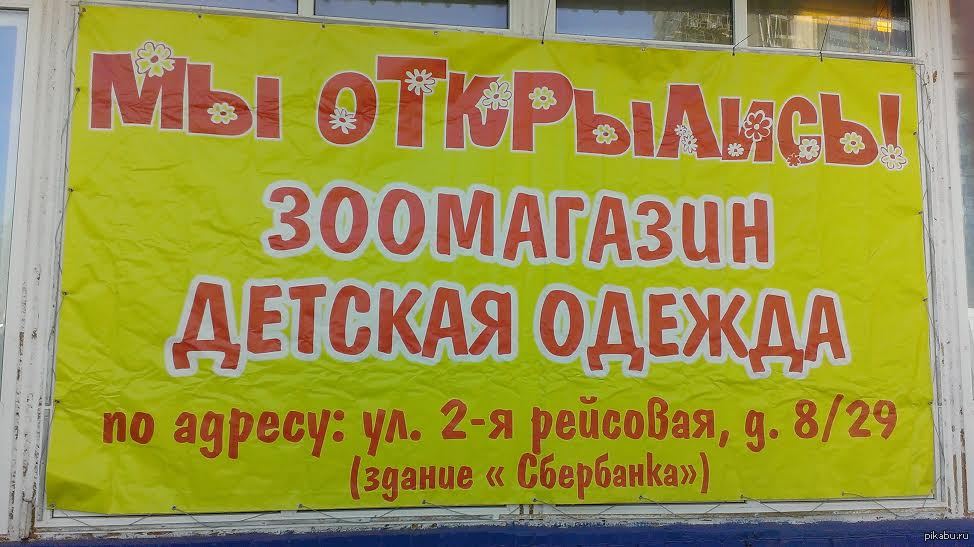 Мы открылись!
ЗООМАГАЗИН
ДЕТСКАЯ ОДЕЖДА
по адресу: ул. 2-я рейсовая, д. 8/29
(здание « Сбербанка»)
pikabu.ru